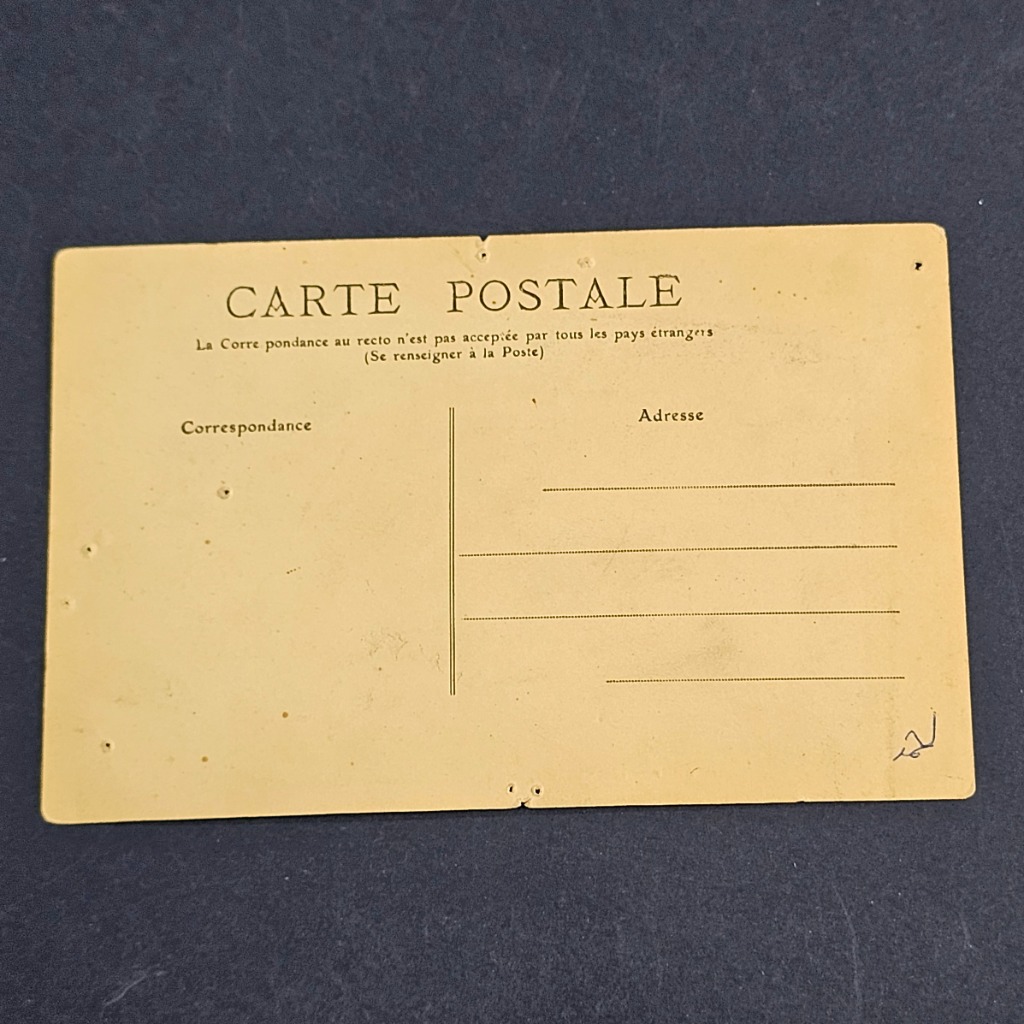 CARTE POSTALE
La Corre pondance au recto n'est pas acceptée par tous les pays étrangers
(Se renseigner à la Poste)
Correspondance
Adresse